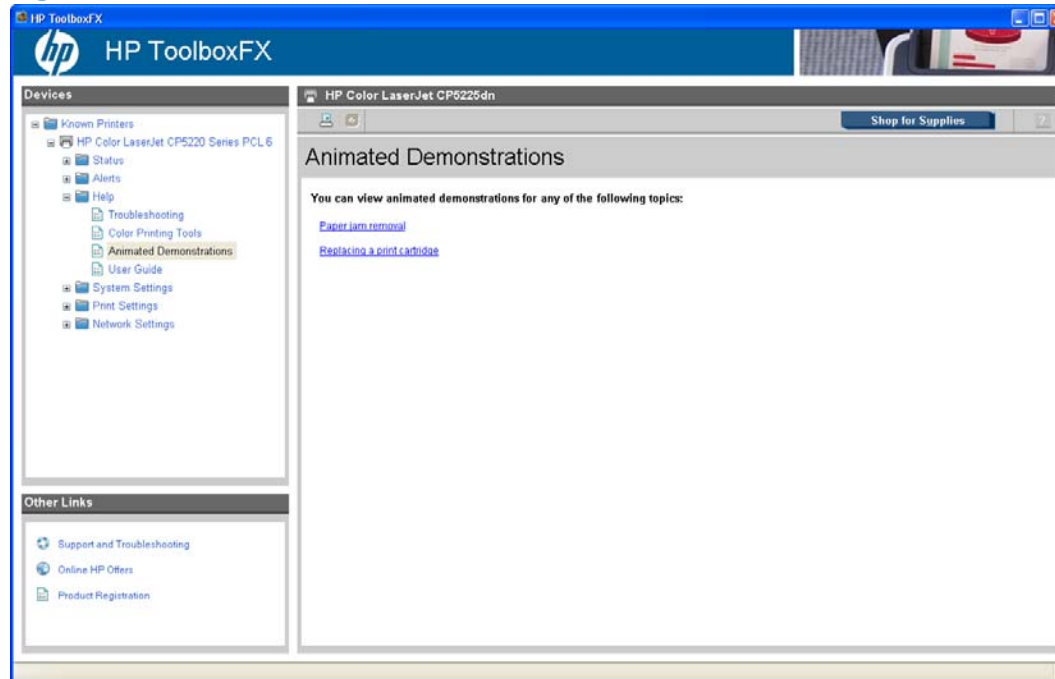 HP ToolboxFX
hp HP ToolboxFX
Devices
Known Printers
HP Color LaserJet CP5220 Series PCL 6
Status
Alerts
Help
Troubleshooting
Color Printing Tools
Animated Demonstrations
User Guide
System Settings
Print Settings
Network Settings
Other Links
Support and Troubleshooting
Online HP Offers
Product Registration
HP Color LaserJet CP5225dn
Shop for Supplies
?
Animated Demonstrations
You can view animated demonstrations for any of the following topics:
Paper jam removal
Replacing a print cartridge